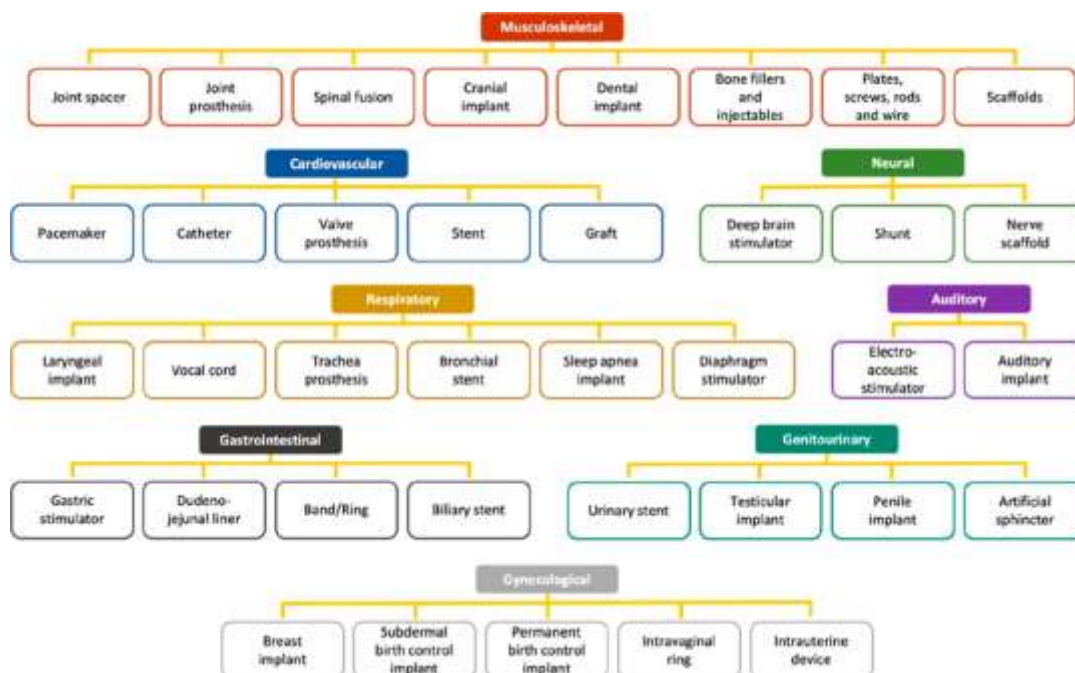 Musculoskeletal
Joint spacer
Joint
prosthesis
Spinal fusion
Cranial
implant
Dental
implant
Bone fillers
and
injectables
Plates,
screws, rods
and wire
Scaffolds
Cardiovascular
Neural
Pacemaker
Catheter
Valve
prosthesis
Stent
Graft
Deep brain
stimulator
Shunt
Nerve
scaffold
Respiratory
Auditory
Laryngeal
implant
Vocal cord
Trachea
prosthesis
Bronchial
stent
Sleep apnea
implant
Diaphragm
stimulator
Electro-
acoustic
stimulator
Auditory
implant
Gastrointestinal
Genitourinary
Gastric
stimulator
Dudeno-
jejunal liner
Band/Ring
Biliary stent
Urinary stent
Testicular
implant
Penile
implant
Artificial
sphincter
Gynecological
Breast
implant
Subdermal
birth control
implant
Permanent
birth control
implant
Intravaginal
ring
Intrauterine
device